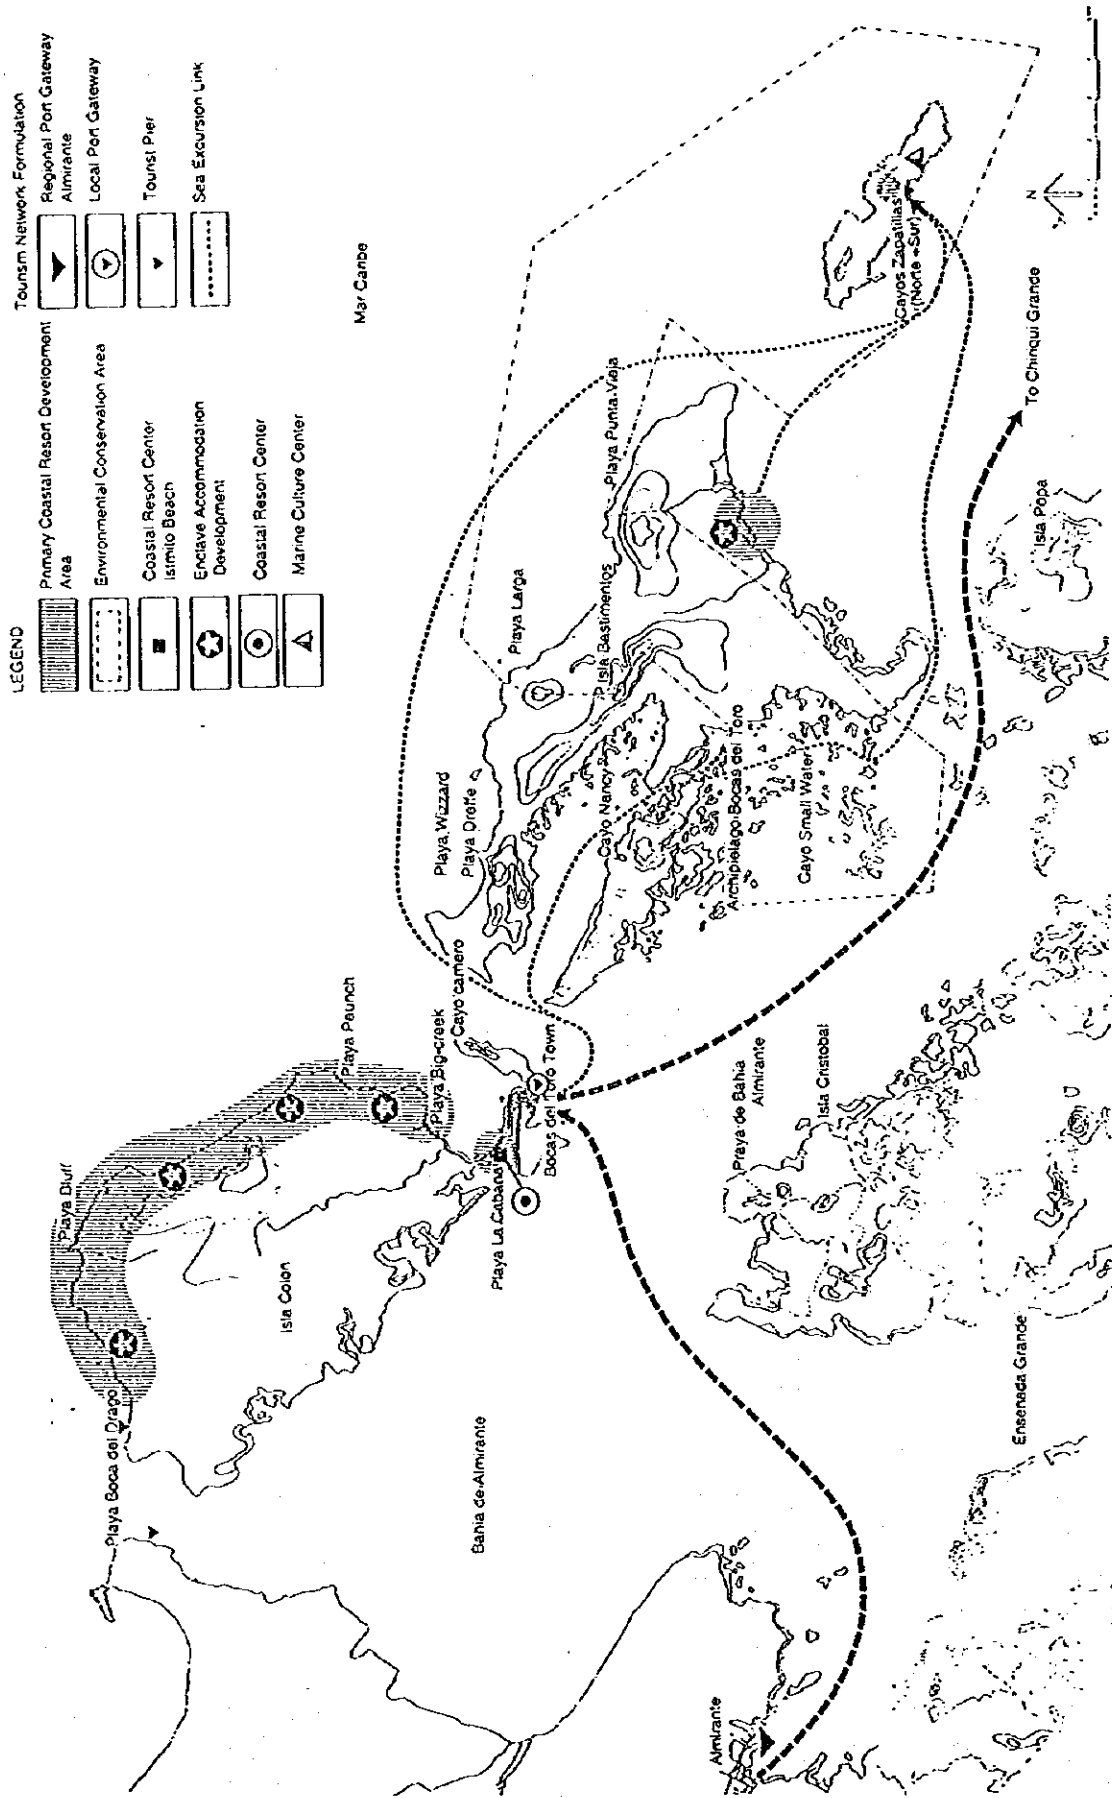 LEGEND
Primary Coastal Resort Development
Area
Environmental Conservation Area
Coastal Resort Center
Istmito Beach
Enclave Accommodation
Development
Coastal Resort Center
Marine Culture Center
Tourism Network Formulation
Regional Port Gateway
Almirante
Local Port Gateway
Tourist Pier
Sea Excursion Link
Mar Caribe
Playa Bluff
Playa Boca del Drago
Playa Paunch
Isla Colon
Playa Big-creek
Cayo carnero
Playa La Cabana
Bocas del Toro Town
Playa Wizzard
Playa Dreffe
Playa Larga
Playa Punta Vieja
Isla Bastimentos
Cayo Nancy
Archipielago Bocas del Toro
Cayo Small Water
Cayos Zapatillas
(Norte + Sur)
N
To Chiriqui Grande
Isla Popa
Bahia de Almirante
Praya de Bahia
Almirante
Isla Cristobal
Ensenada Grande
Almirante